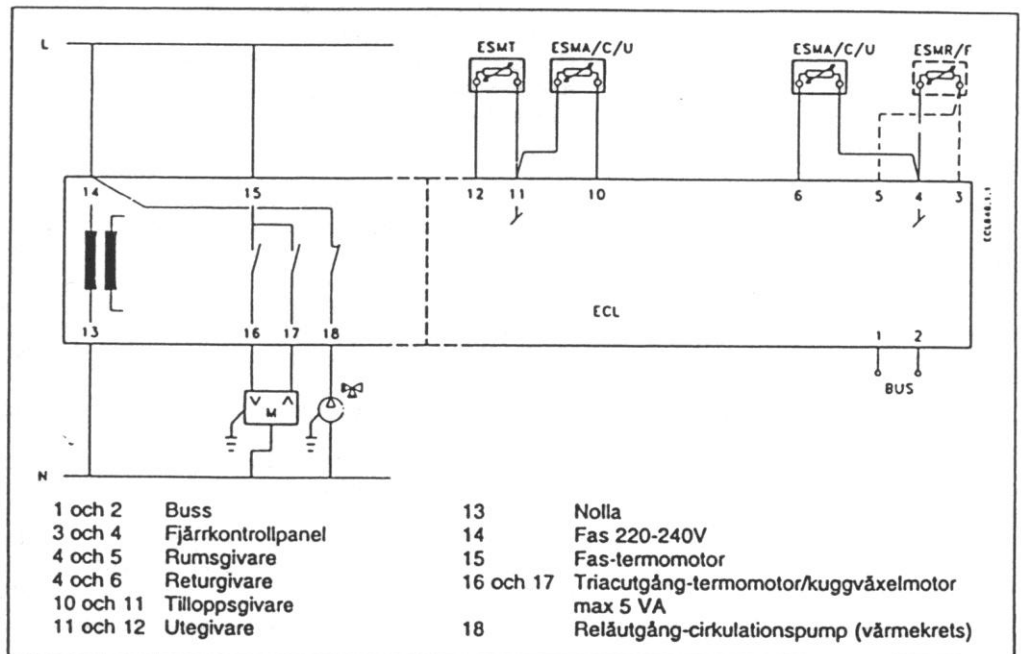 L
ESMT ESMA/C/U ESMA/C/U ESMR/F
14 15 12 11 10 6 5 4 3
ECL
13 16 17 18 1 2
M
BUS
N
1 och 2 Buss
3 och 4 Fjärrkontrollpanel
4 och 5 Rumsgivare
4 och 6 Returgivare
10 och 11 Tilloppsgivare
11 och 12 Utegivare
13 Nolla
14 Fas 220-240V
15 Fas-termomotor
16 och 17 Triacutgång-termomotor/kuggväxelmotor
max 5 VA
18 Reläutgång-cirkulationspump (värmekrets)